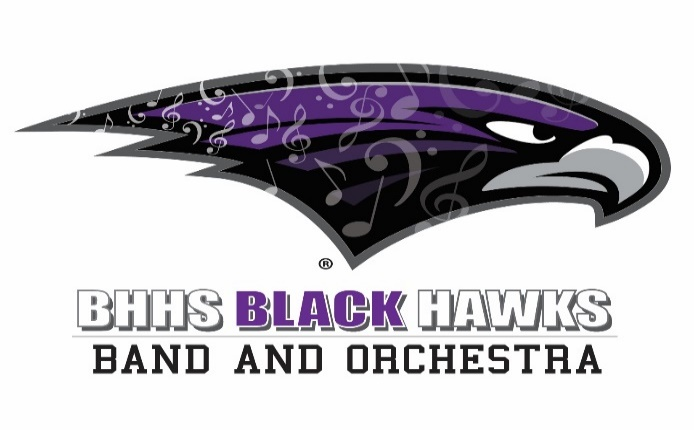 ®
BHHS BLACK HAWKS
BAND AND ORCHESTRA